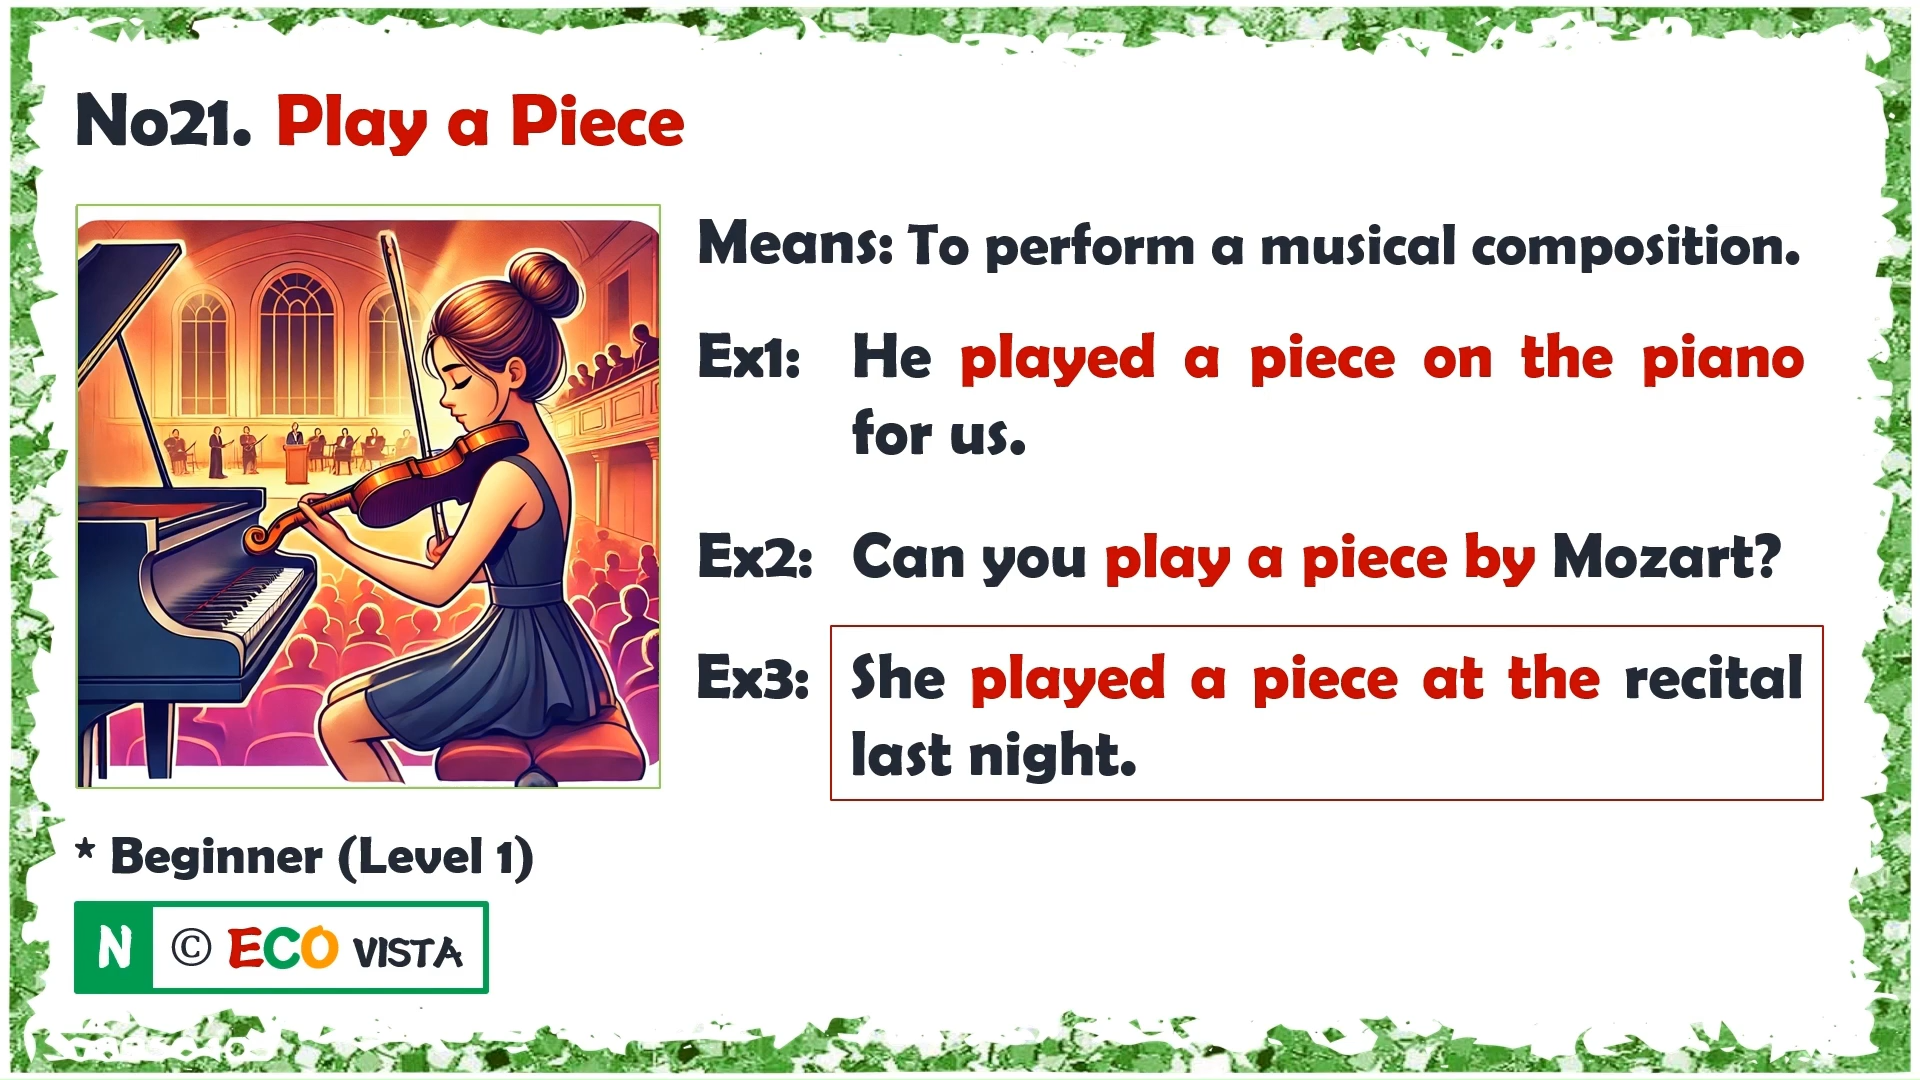 No21. Play a Piece
Means: To perform a musical composition.
Ex1: He played a piece on the piano
for us.
Ex2: Can you play a piece by Mozart?
Ex3: She played a piece at the recital
last night.
* Beginner (Level 1)
N © ECO VISTA